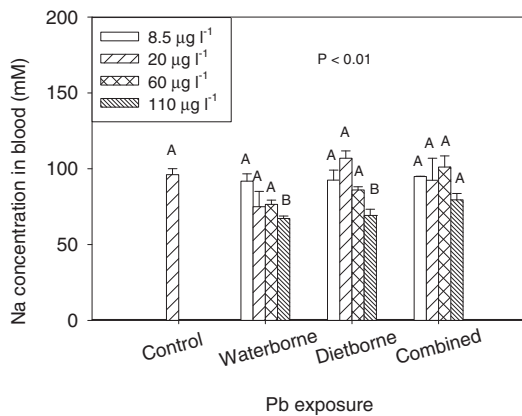 200
150
100
50
0
Na concentration in blood (mM)
8.5 µg l⁻¹
20 µg l⁻¹
60 µg l⁻¹
110 µg l⁻¹
P < 0.01
A
A
A
A
B
A
A
A
B
A
A
A
A
Control
Waterborne
Dietborne
Combined
Pb exposure